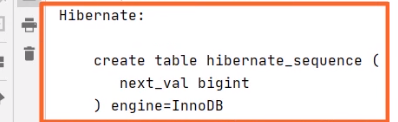 Hibernate:
create table hibernate_sequence (
next_val bigint
) engine=InnoDB